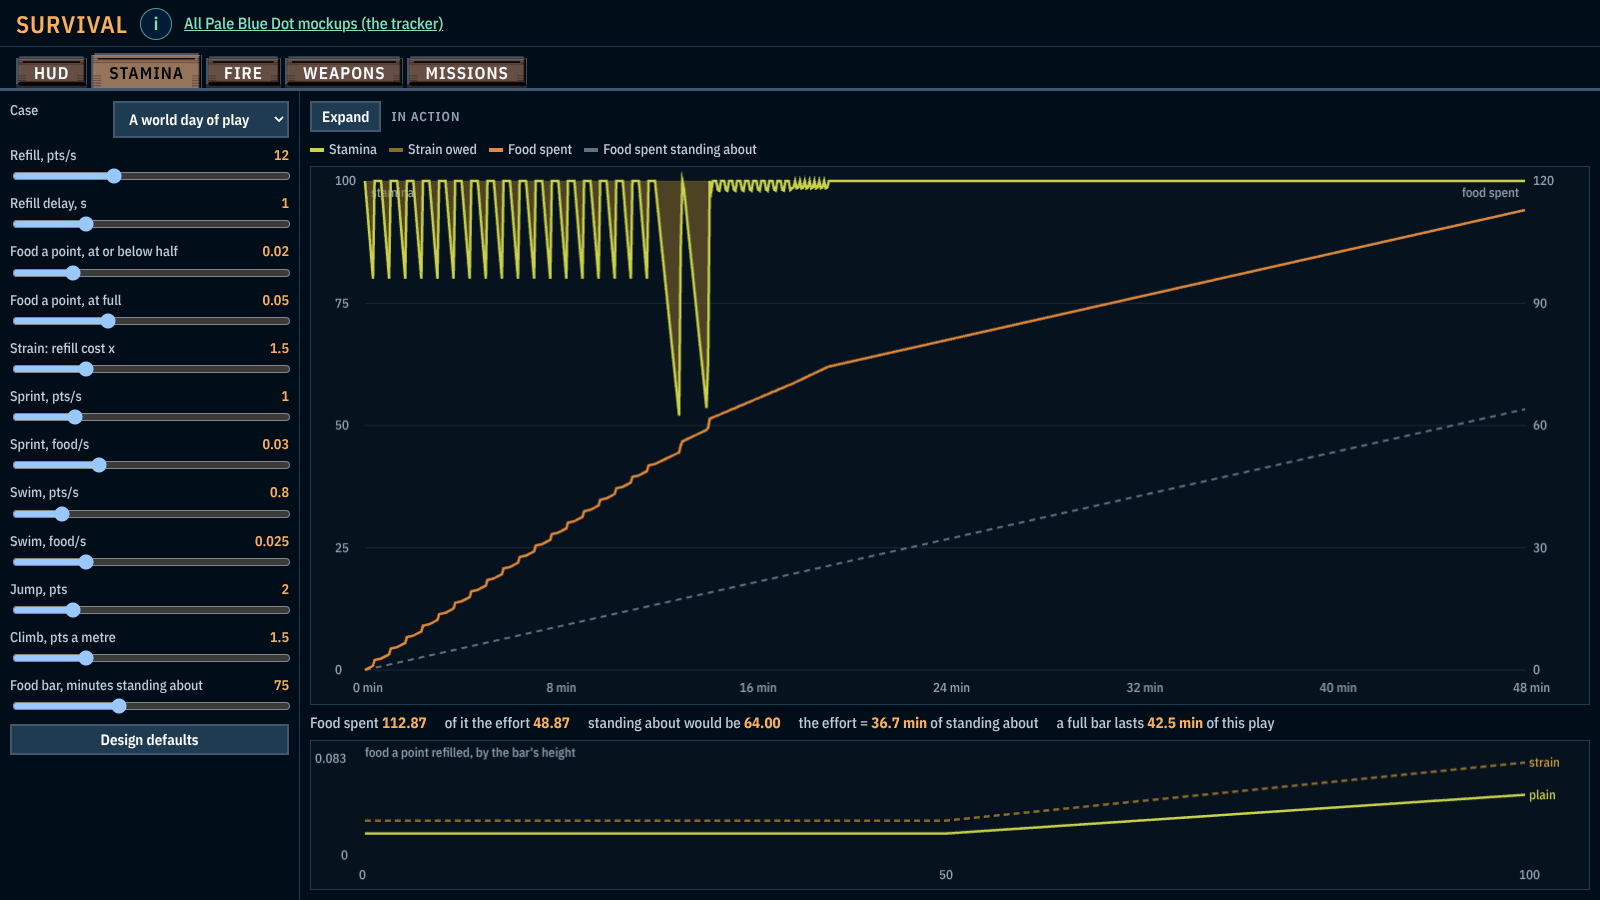 SURVIVAL i All Pale Blue Dot mockups (the tracker)
HUD STAMINA FIRE WEAPONS MISSIONS
Case A world day of play
Refill, pts/s 12
Refill delay, s 1
Food a point, at or below half 0.02
Food a point, at full 0.05
Strain: refill cost x 1.5
Sprint, pts/s 1
Sprint, food/s 0.03
Swim, pts/s 0.8
Swim, food/s 0.025
Jump, pts 2
Climb, pts a metre 1.5
Food bar, minutes standing about 75
Design defaults
Expand IN ACTION
Stamina Strain owed Food spent Food spent standing about
100 120
stamina food spent
75 90
50 60
25 30
0 0
0 min 8 min 16 min 24 min 32 min 40 min 48 min
Food spent 112.87 of it the effort 48.87 standing about would be 64.00 the effort = 36.7 min of standing about a full bar lasts 42.5 min of this play
0.083 food a point refilled, by the bar's height
strain
plain
0
0 50 100